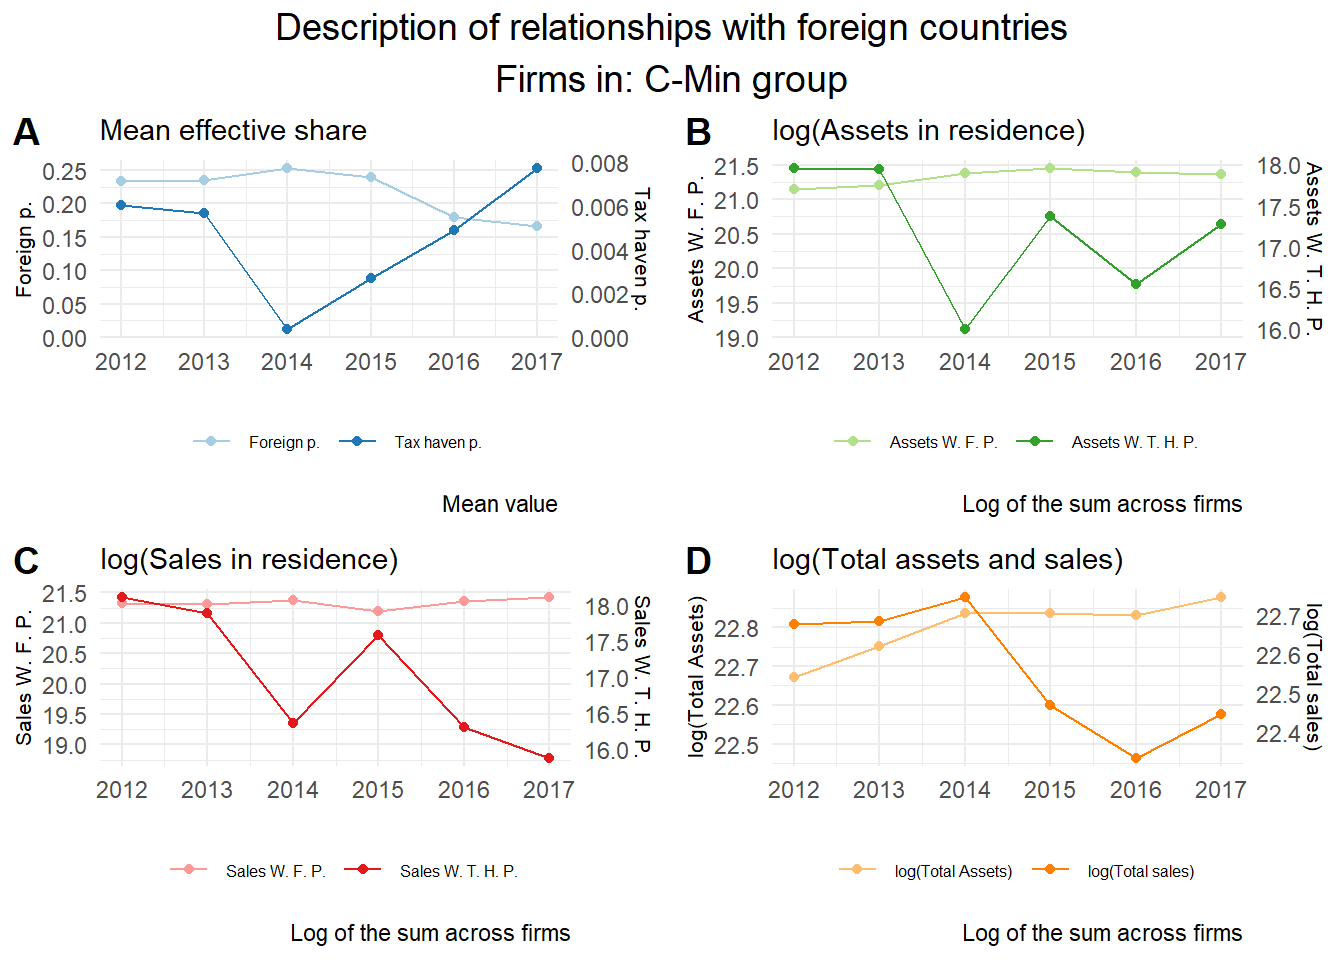 Description of relationships with foreign countries
Firms in: C-Min group
A
Mean effective share
0.25
0.20
0.15
0.10
0.05
0.00
Foreign p.
0.008
0.006
0.004
0.002
0.000
Tax haven p.
2012 2013 2014 2015 2016 2017
Foreign p. Tax haven p.
Mean value
B
log(Assets in residence)
21.5
21.0
20.5
20.0
19.5
19.0
Assets W. F. P.
18.0
17.5
17.0
16.5
16.0
Assets W. T. H. P.
2012 2013 2014 2015 2016 2017
Assets W. F. P. Assets W. T. H. P.
Log of the sum across firms
C
log(Sales in residence)
21.5
21.0
20.5
20.0
19.5
19.0
Sales W. F. P.
18.0
17.5
17.0
16.5
16.0
Sales W. T. H. P.
2012 2013 2014 2015 2016 2017
Sales W. F. P. Sales W. T. H. P.
Log of the sum across firms
D
log(Total assets and sales)
22.8
22.7
22.6
22.5
log(Total Assets)
22.7
22.6
22.5
22.4
log(Total sales)
2012 2013 2014 2015 2016 2017
log(Total Assets) log(Total sales)
Log of the sum across firms